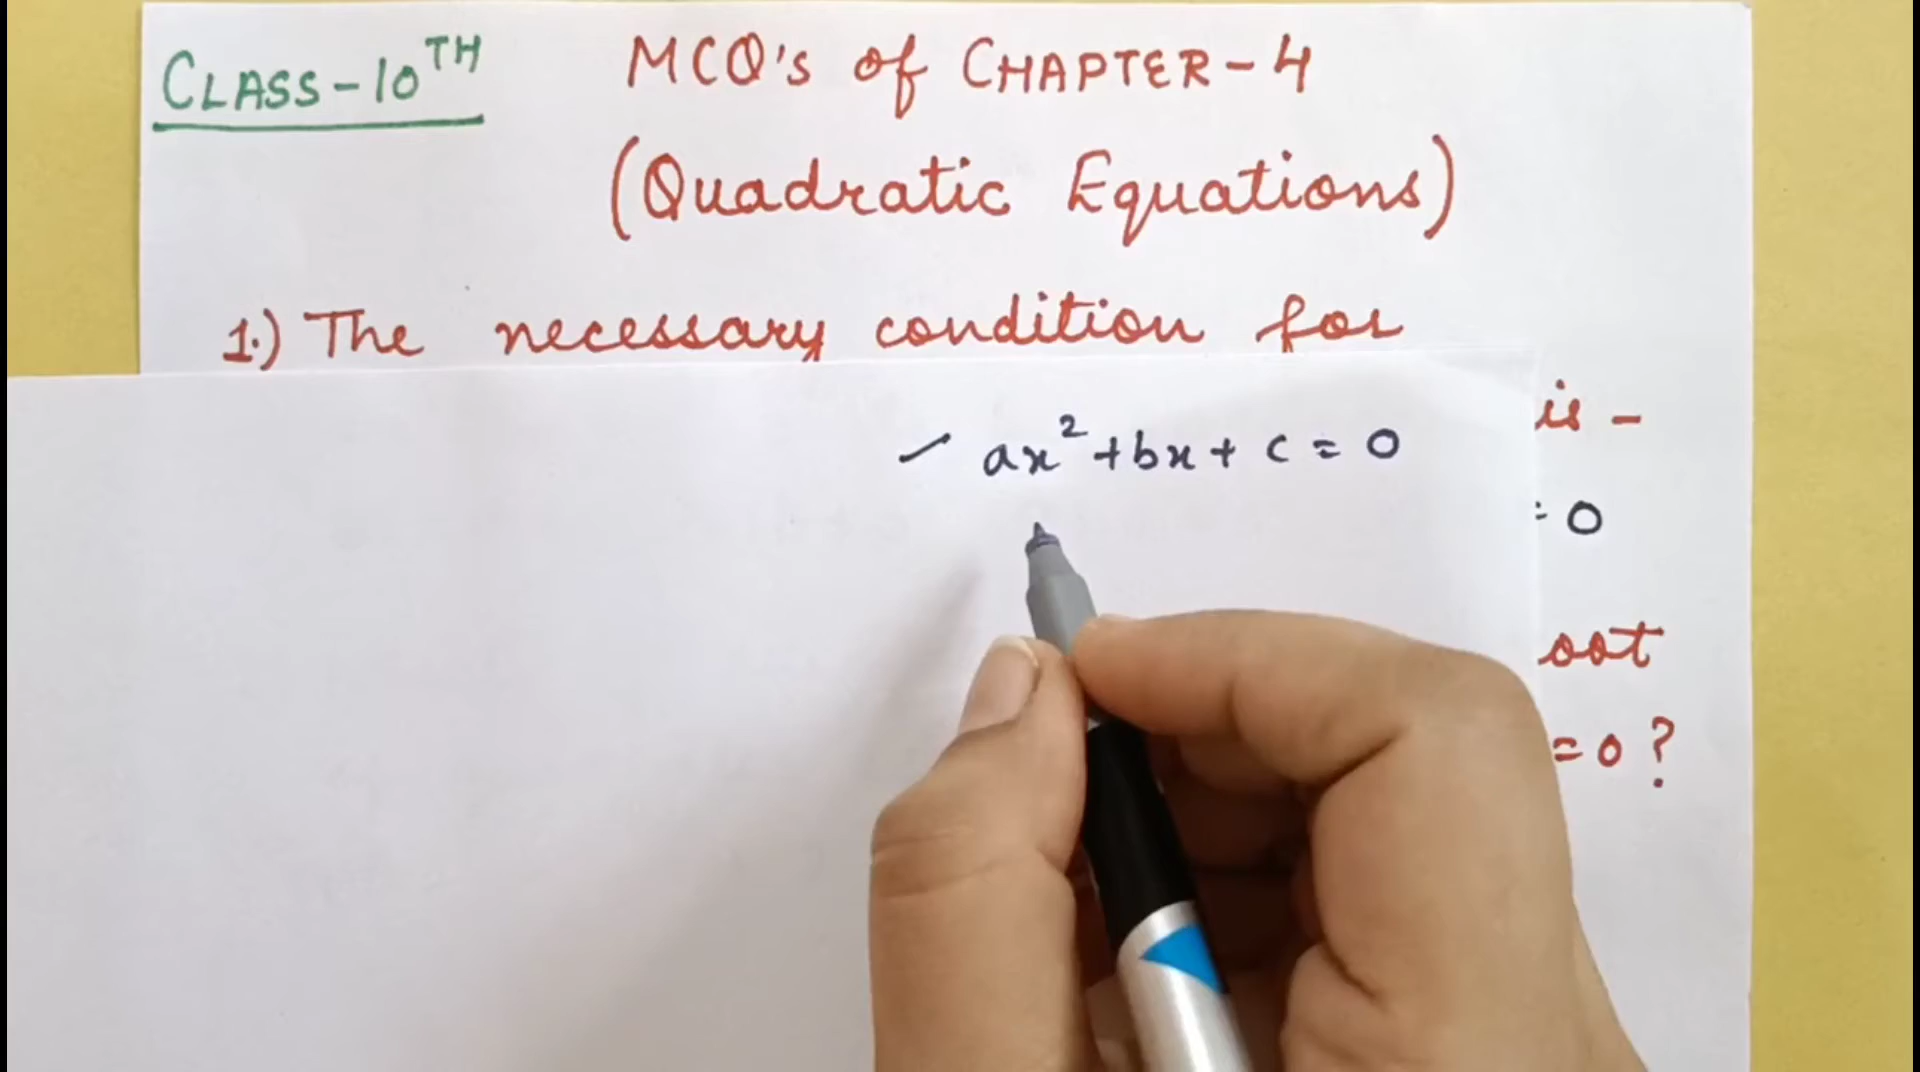 CLASS-10TH
MCQ's of CHAPTER-4
(Quadratic Equations)
1.) The necessary condition for
is -
ax²+bx+c=0
= 0
oot
=0?